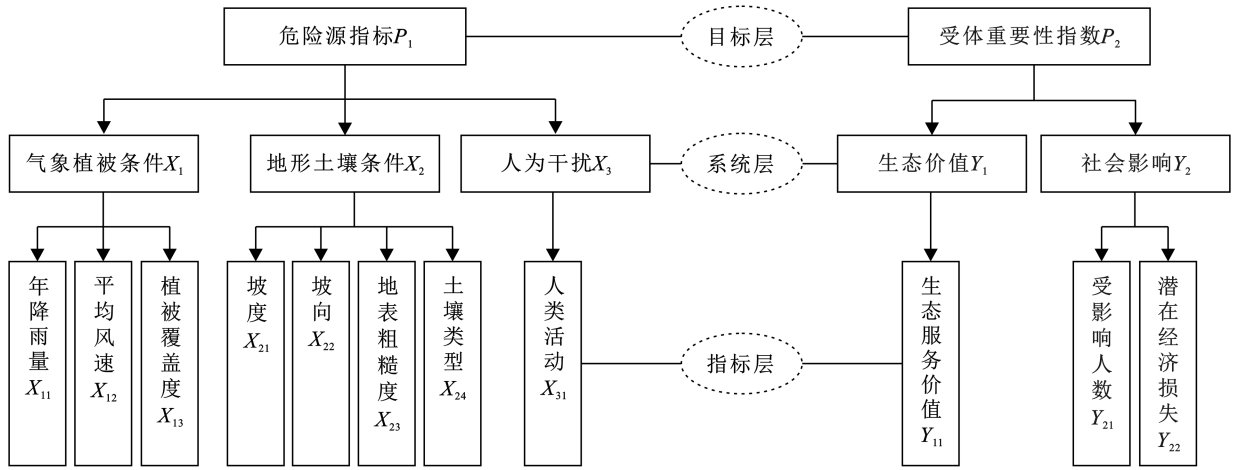 危险源指标P₁
目标层
受体重要性指数P₂
气象植被条件X₁
地形土壤条件X₂
人为干扰X₃
系统层
生态价值Y₁
社会影响Y₂
年降雨量X₁₁
平均风速X₁₂
植被覆盖度X₁₃
坡度X₂₁
坡向X₂₂
地表粗糙度X₂₃
土壤类型X₂₄
人类活动X₃₁
指标层
生态服务价值Y₁₁
受影响人数Y₂₁
潜在经济损失Y₂₂